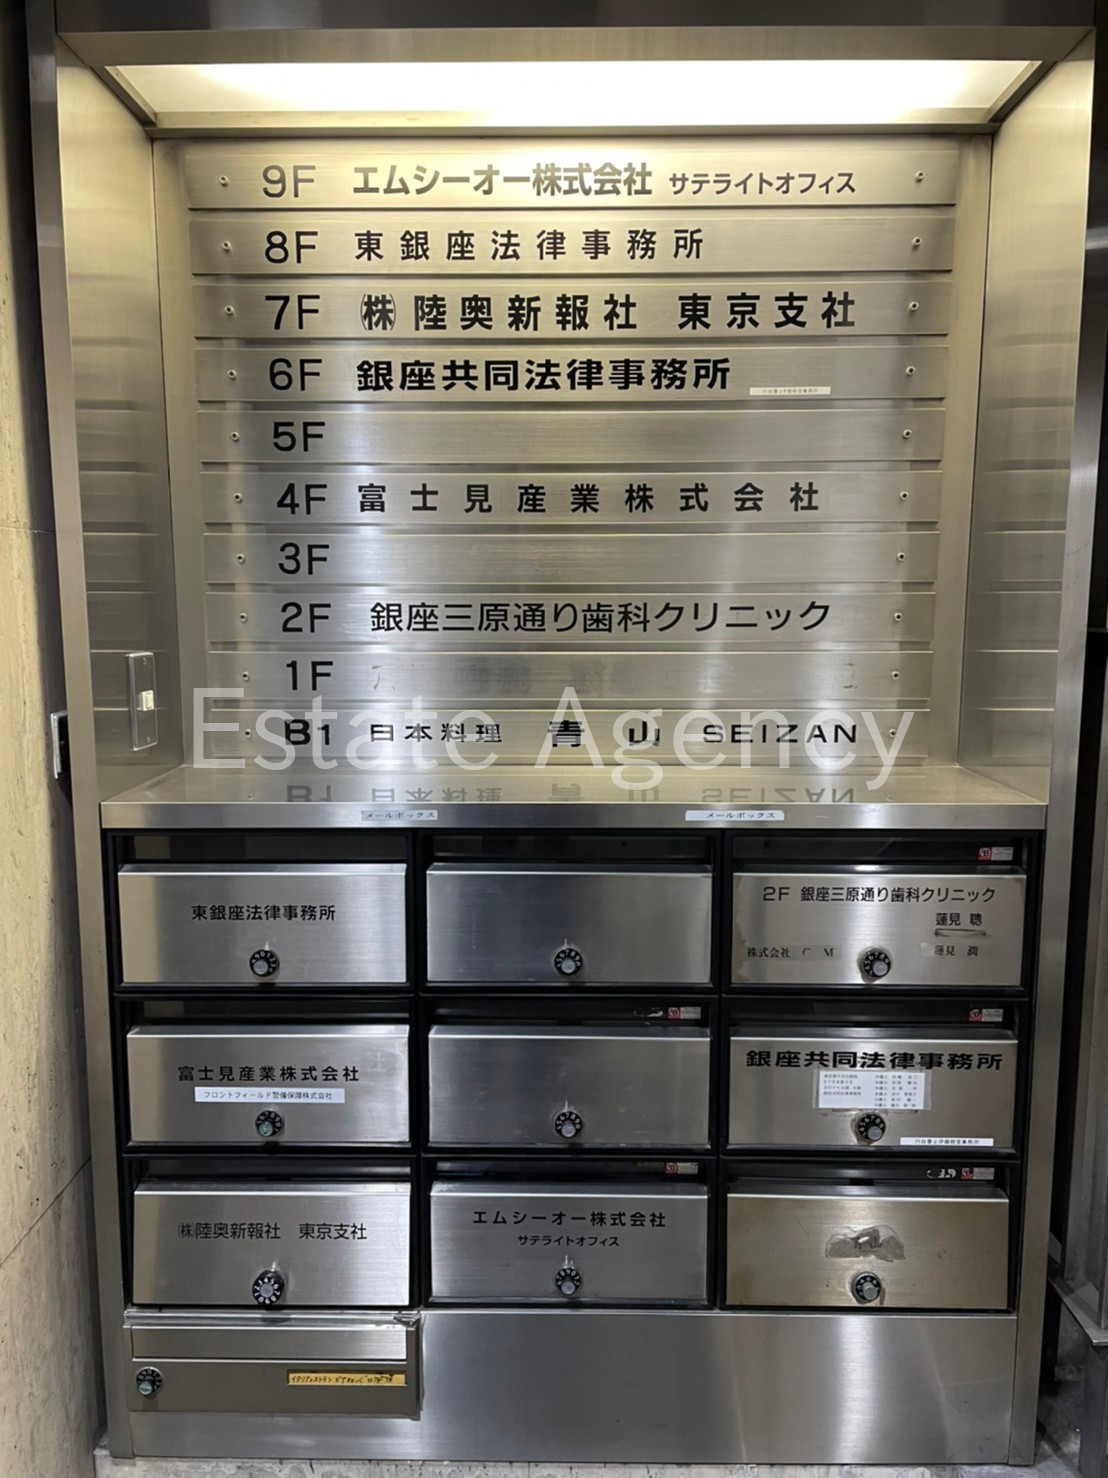 9F エムシーオー株式会社 サテライトオフィス
8F 東銀座法律事務所
7F ㈱陸奥新報社 東京支社
6F 銀座共同法律事務所
5F
4F 富士見産業株式会社
3F
2F 銀座三原通り歯科クリニック
1F
B1 日本料理 青山 SEIZAN
Estate Agency
メールボックス メールボックス
東銀座法律事務所
2F 銀座三原通り歯科クリニック
蓮見 聰
株式会社
蓮見 潤
富士見産業株式会社
フロントフィールド警備保障株式会社
銀座共同法律事務所
㈱陸奥新報社 東京支社
エムシーオー株式会社
サテライトオフィス